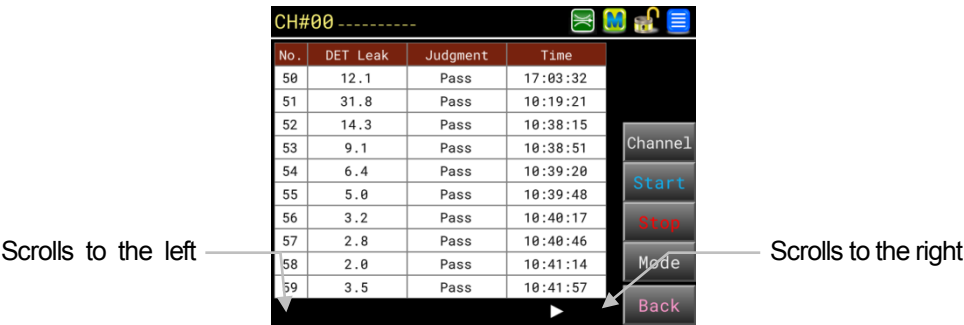 CH#00 ----------
M
No. DET Leak Judgment Time
50 12.1 Pass 17:03:32
51 31.8 Pass 10:19:21
52 14.3 Pass 10:38:15
53 9.1 Pass 10:38:51
54 6.4 Pass 10:39:20
55 5.0 Pass 10:39:48
56 3.2 Pass 10:40:17
57 2.8 Pass 10:40:46
58 2.0 Pass 10:41:14
59 3.5 Pass 10:41:57
Channel
Start
Stop
Mode
Back
Scrolls to the left
Scrolls to the right